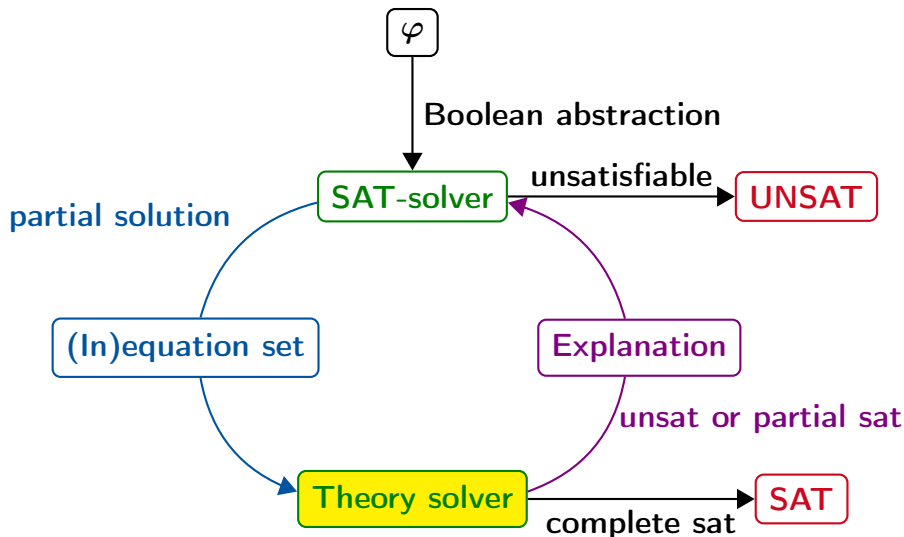 φ
Boolean abstraction
SAT-solver
unsatisfiable
UNSAT
partial solution
(In)equation set
Explanation
unsat or partial sat
Theory solver
complete sat
SAT